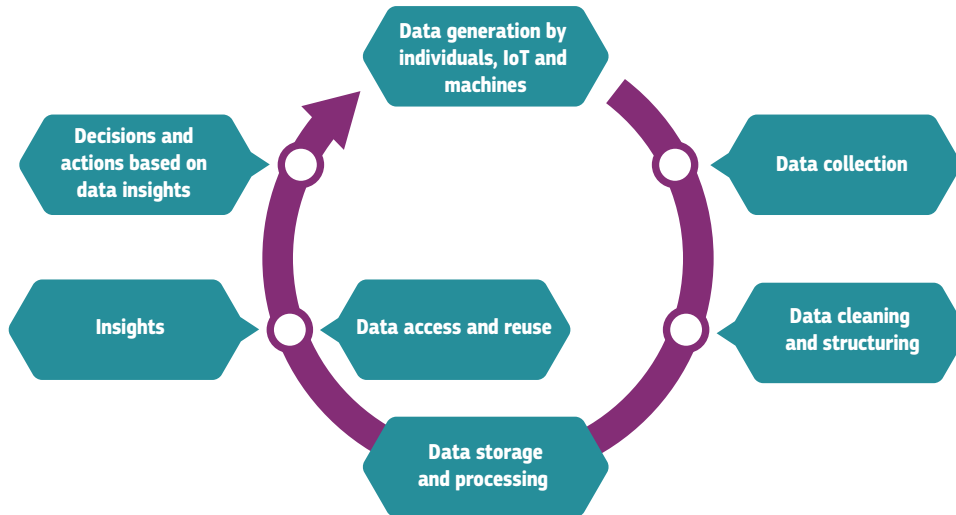 Data generation by
individuals, IoT and
machines
Decisions and
actions based on
data insights
Data collection
Insights
Data access and reuse
Data cleaning
and structuring
Data storage
and processing